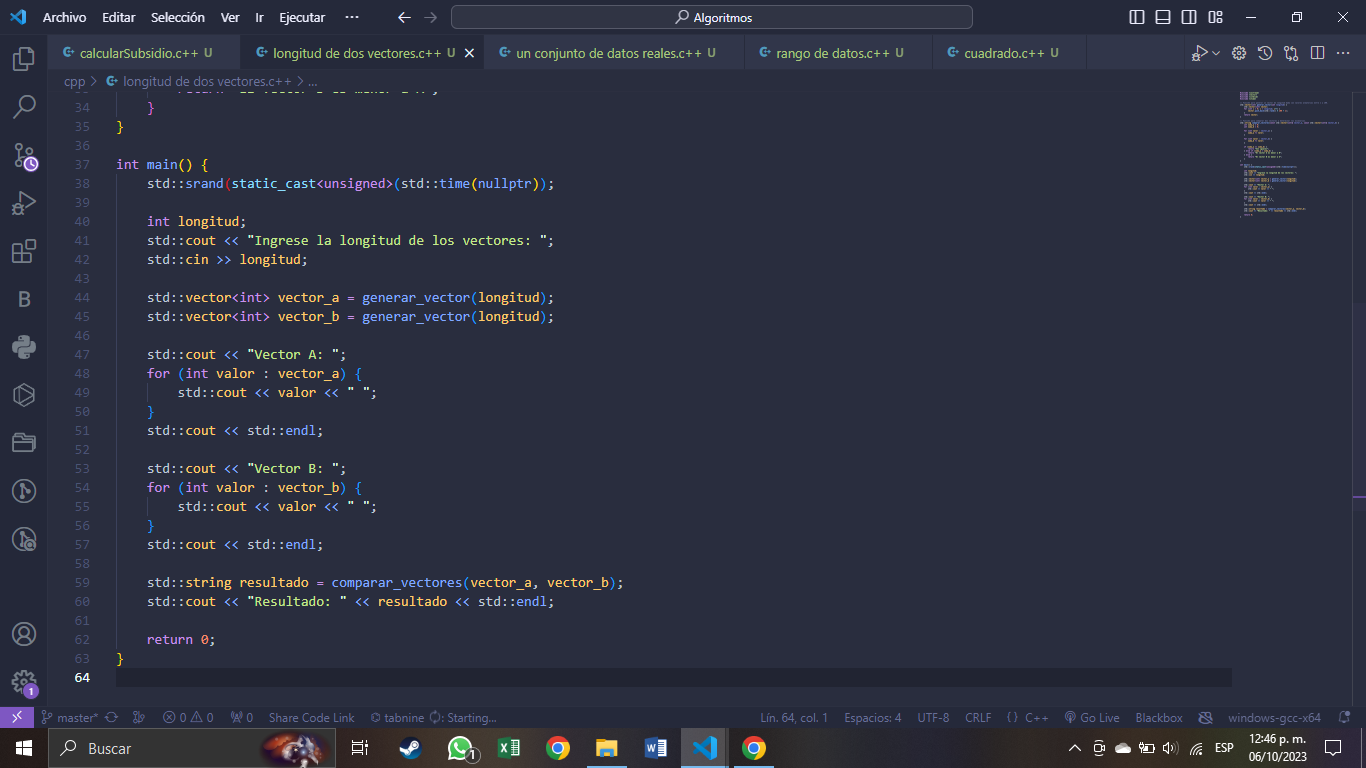 Archivo Editar Selección Ver Ir Ejecutar ··· Algoritmos
calcularSubsidio.c++ U longitud de dos vectores.c++ U un conjunto de datos reales.c++ U rango de datos.c++ U cuadrado.c++ U
cpp > longitud de dos vectores.c++ > ...
34 }
35 }
36
37 int main() {
38 std::srand(static_cast<unsigned>(std::time(nullptr));
39
40 int longitud;
41 std::cout << "Ingrese la longitud de los vectores: ";
42 std::cin >> longitud;
43
44 std::vector<int> vector_a = generar_vector(longitud);
45 std::vector<int> vector_b = generar_vector(longitud);
46
47 std::cout << "Vector A: ";
48 for (int valor : vector_a) {
49 std::cout << valor << " ";
50 }
51 std::cout << std::endl;
52
53 std::cout << "Vector B: ";
54 for (int valor : vector_b) {
55 std::cout << valor << " ";
56 }
57 std::cout << std::endl;
58
59 std::string resultado = comparar_vectores(vector_a, vector_b);
60 std::cout << "Resultado: " << resultado << std::endl;
61
62 return 0;
63 }
64
B
1
master* 0 0 0 Share Code Link tabnine : Starting... Lín. 64, col. 1 Espacios: 4 UTF-8 CRLF {} C++ Go Live Blackbox windows-gcc-x64
Buscar 1 ESP 12:46 p. m.
06/10/2023